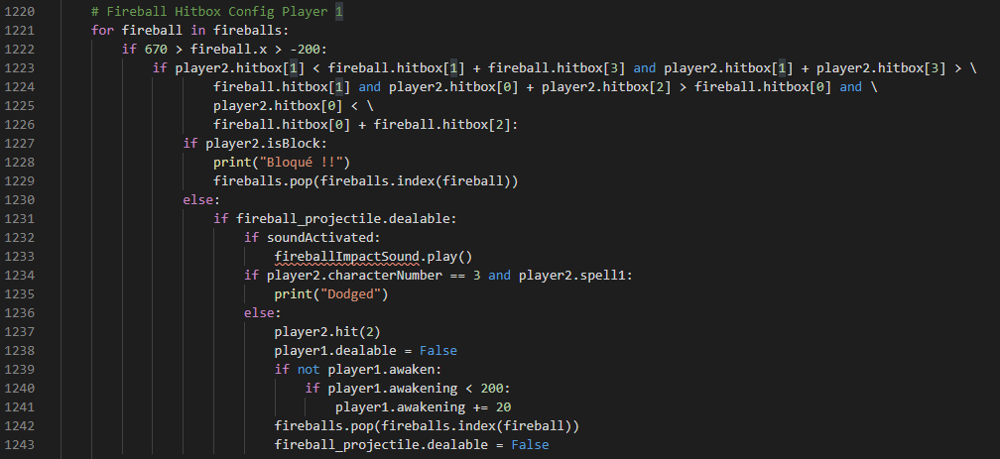 1220 # Fireball Hitbox Config Player 1
1221 for fireball in fireballs:
1222 if 670 > fireball.x > -200:
1223 if player2.hitbox[1] < fireball.hitbox[1] + fireball.hitbox[3] and player2.hitbox[1] + player2.hitbox[3] > \
1224 fireball.hitbox[1] and player2.hitbox[0] + player2.hitbox[2] > fireball.hitbox[0] and \
1225 player2.hitbox[0] < \
1226 fireball.hitbox[0] + fireball.hitbox[2]:
1227 if player2.isBlock:
1228 print("Bloqué !!")
1229 fireballs.pop(fireballs.index(fireball))
1230 else:
1231 if fireball_projectile.dealable:
1232 if soundActivated:
1233 fireballImpactSound.play()
1234 if player2.characterNumber == 3 and player2.spell1:
1235 print("Dodged")
1236 else:
1237 player2.hit(2)
1238 player1.dealable = False
1239 if not player1.awaken:
1240 if player1.awakening < 200:
1241 player1.awakening += 20
1242 fireballs.pop(fireballs.index(fireball))
1243 fireball_projectile.dealable = False